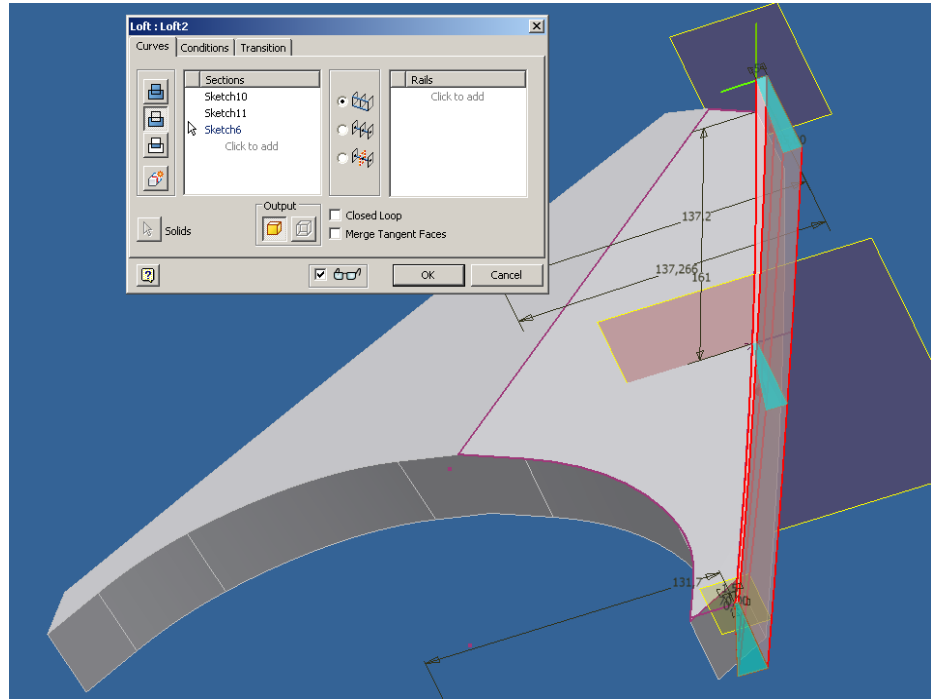 Loft : Loft2
Curves
Conditions
Transition
Sections
Sketch10
Sketch11
Sketch6
Click to add
Rails
Click to add
Solids
Output
Closed Loop
Merge Tangent Faces
OK
Cancel
137,2
137,266
161
131,7